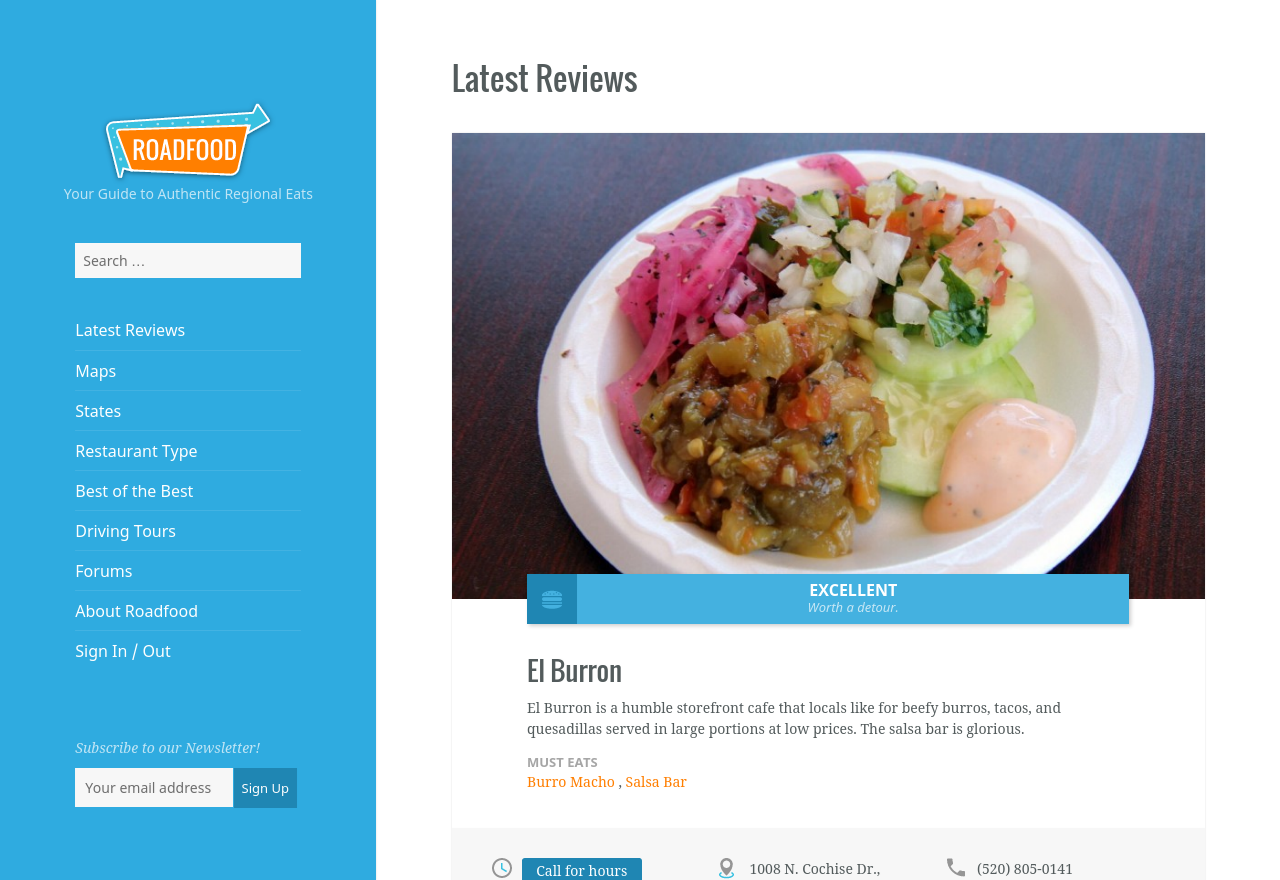 ROADFOOD
Your Guide to Authentic Regional Eats
Search …
Latest Reviews
Maps
States
Restaurant Type
Best of the Best
Driving Tours
Forums
About Roadfood
Sign In / Out
Subscribe to our Newsletter!
Your email address
Sign Up
Latest Reviews
EXCELLENT
Worth a detour.
El Burron
El Burron is a humble storefront cafe that locals like for beefy burros, tacos, and
quesadillas served in large portions at low prices. The salsa bar is glorious.
MUST EATS
Burro Macho , Salsa Bar
Call for hours
1008 N. Cochise Dr.,
(520) 805-0141